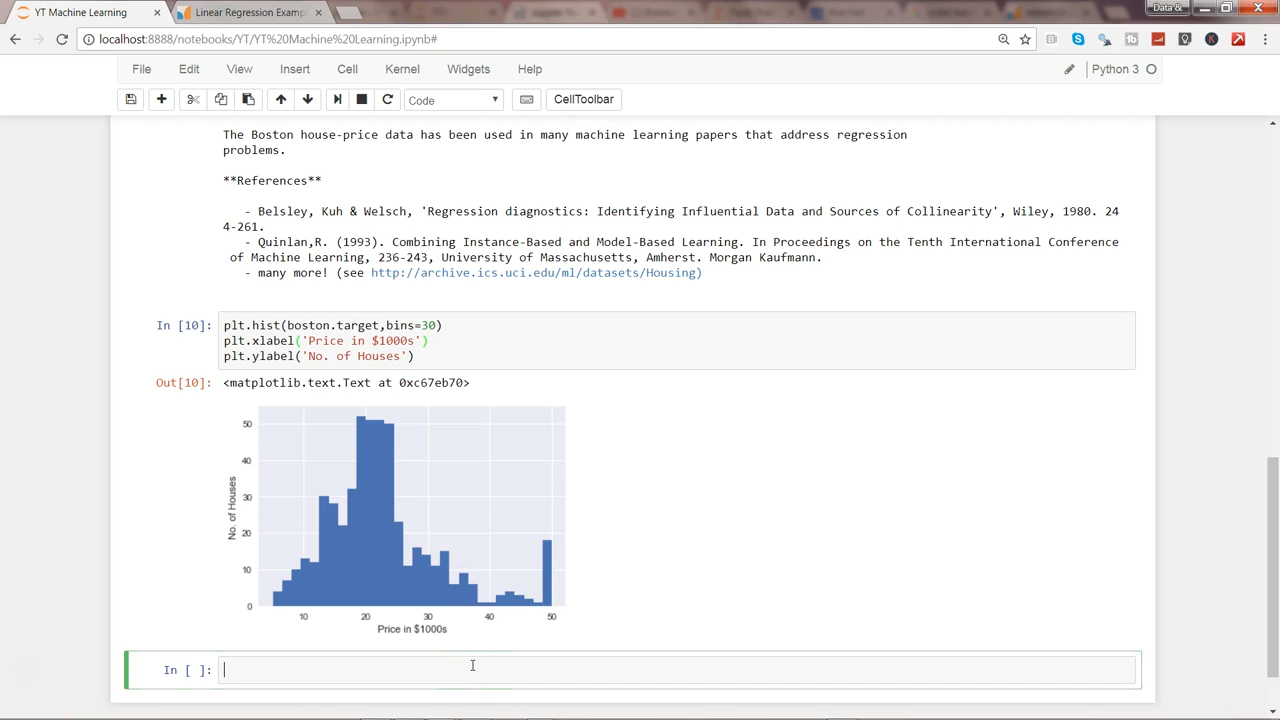 YT Machine Learning
Linear Regression Exampl
Data &
localhost:8888/notebooks/YT/YT%20Machine%20Learning.ipynb#
File Edit View Insert Cell Kernel Widgets Help
Python 3
Code
CellToolbar
The Boston house-price data has been used in many machine learning papers that address regression
problems.
**References**
- Belsley, Kuh & Welsch, 'Regression diagnostics: Identifying Influential Data and Sources of Collinearity', Wiley, 1980. 24
4-261.
- Quinlan,R. (1993). Combining Instance-Based and Model-Based Learning. In Proceedings on the Tenth International Conference
of Machine Learning, 236-243, University of Massachusetts, Amherst. Morgan Kaufmann.
- many more! (see http://archive.ics.uci.edu/ml/datasets/Housing)
In [10]: plt.hist(boston.target,bins=30)
plt.xlabel('Price in $1000s')
plt.ylabel('No. of Houses')
Out[10]: <matplotlib.text.Text at 0xc67eb70>
50
40
30
20
10
0
No. of Houses
10 20 30 40 50
Price in $1000s
In [ ]: